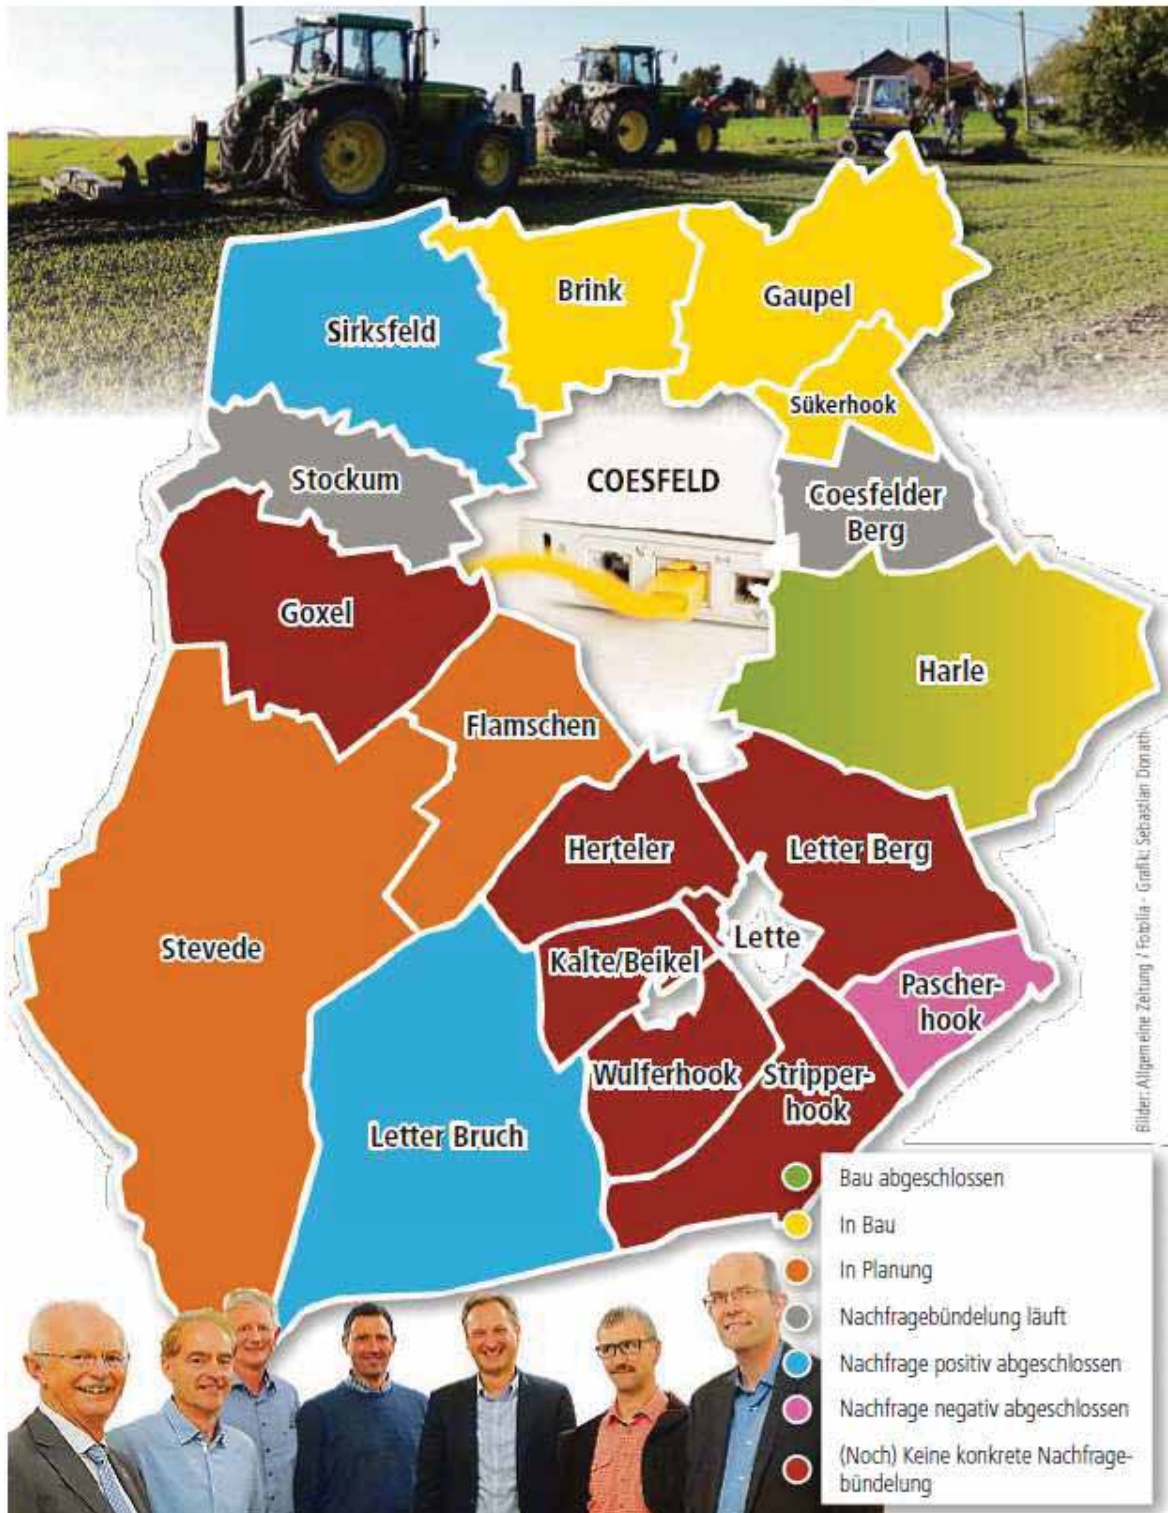 Brink
Gaupel
Sirksfeld
Sükerhook
Stockum
COESFELD
Coesfelder
Berg
Goxel
Harle
Flamschen
Herteler
Letter Berg
Stevede
Lette
Kalte/Beikel
Pascher-
hook
Wulferhook
Stripper-
hook
Letter Bruch
Bilder: Allgemeine Zeitung / Fotolia - Grafik: Sebastian Donath
Bau abgeschlossen
In Bau
In Planung
Nachfragebündelung läuft
Nachfrage positiv abgeschlossen
Nachfrage negativ abgeschlossen
(Noch) Keine konkrete Nachfrage-
bündelung